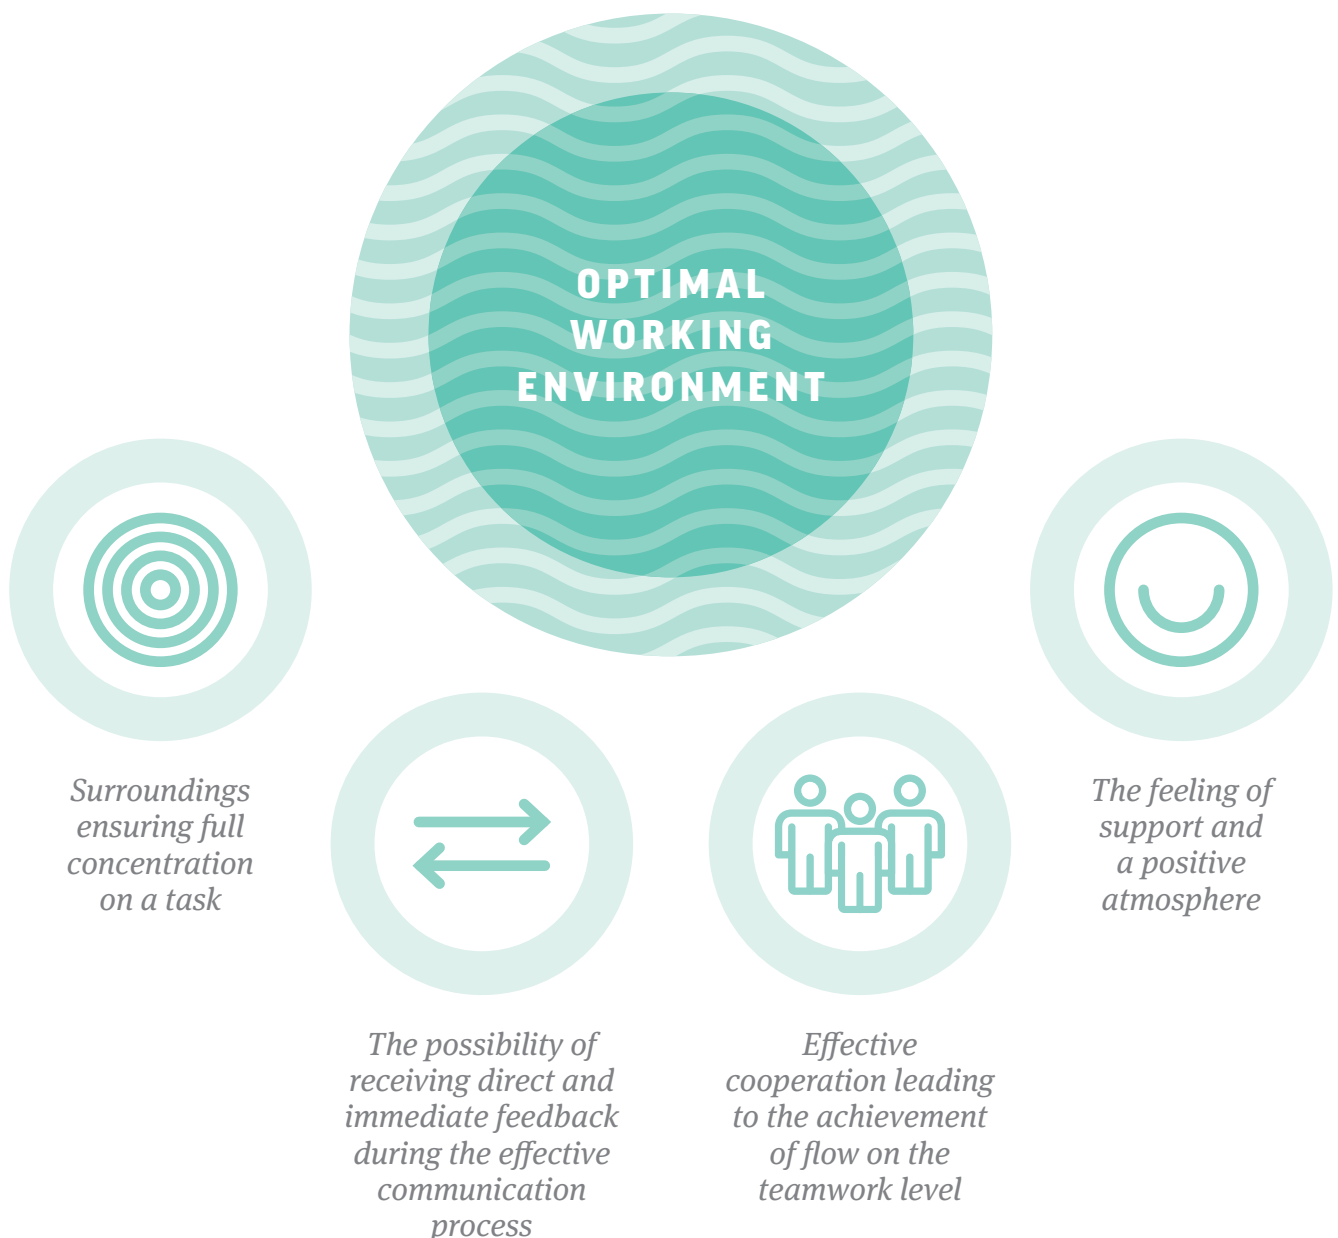 OPTIMAL
WORKING
ENVIRONMENT
Surroundings
ensuring full
concentration
on a task
The possibility of
receiving direct and
immediate feedback
during the effective
communication
process
Effective
cooperation leading
to the achievement
of flow on the
teamwork level
The feeling of
support and
a positive
atmosphere